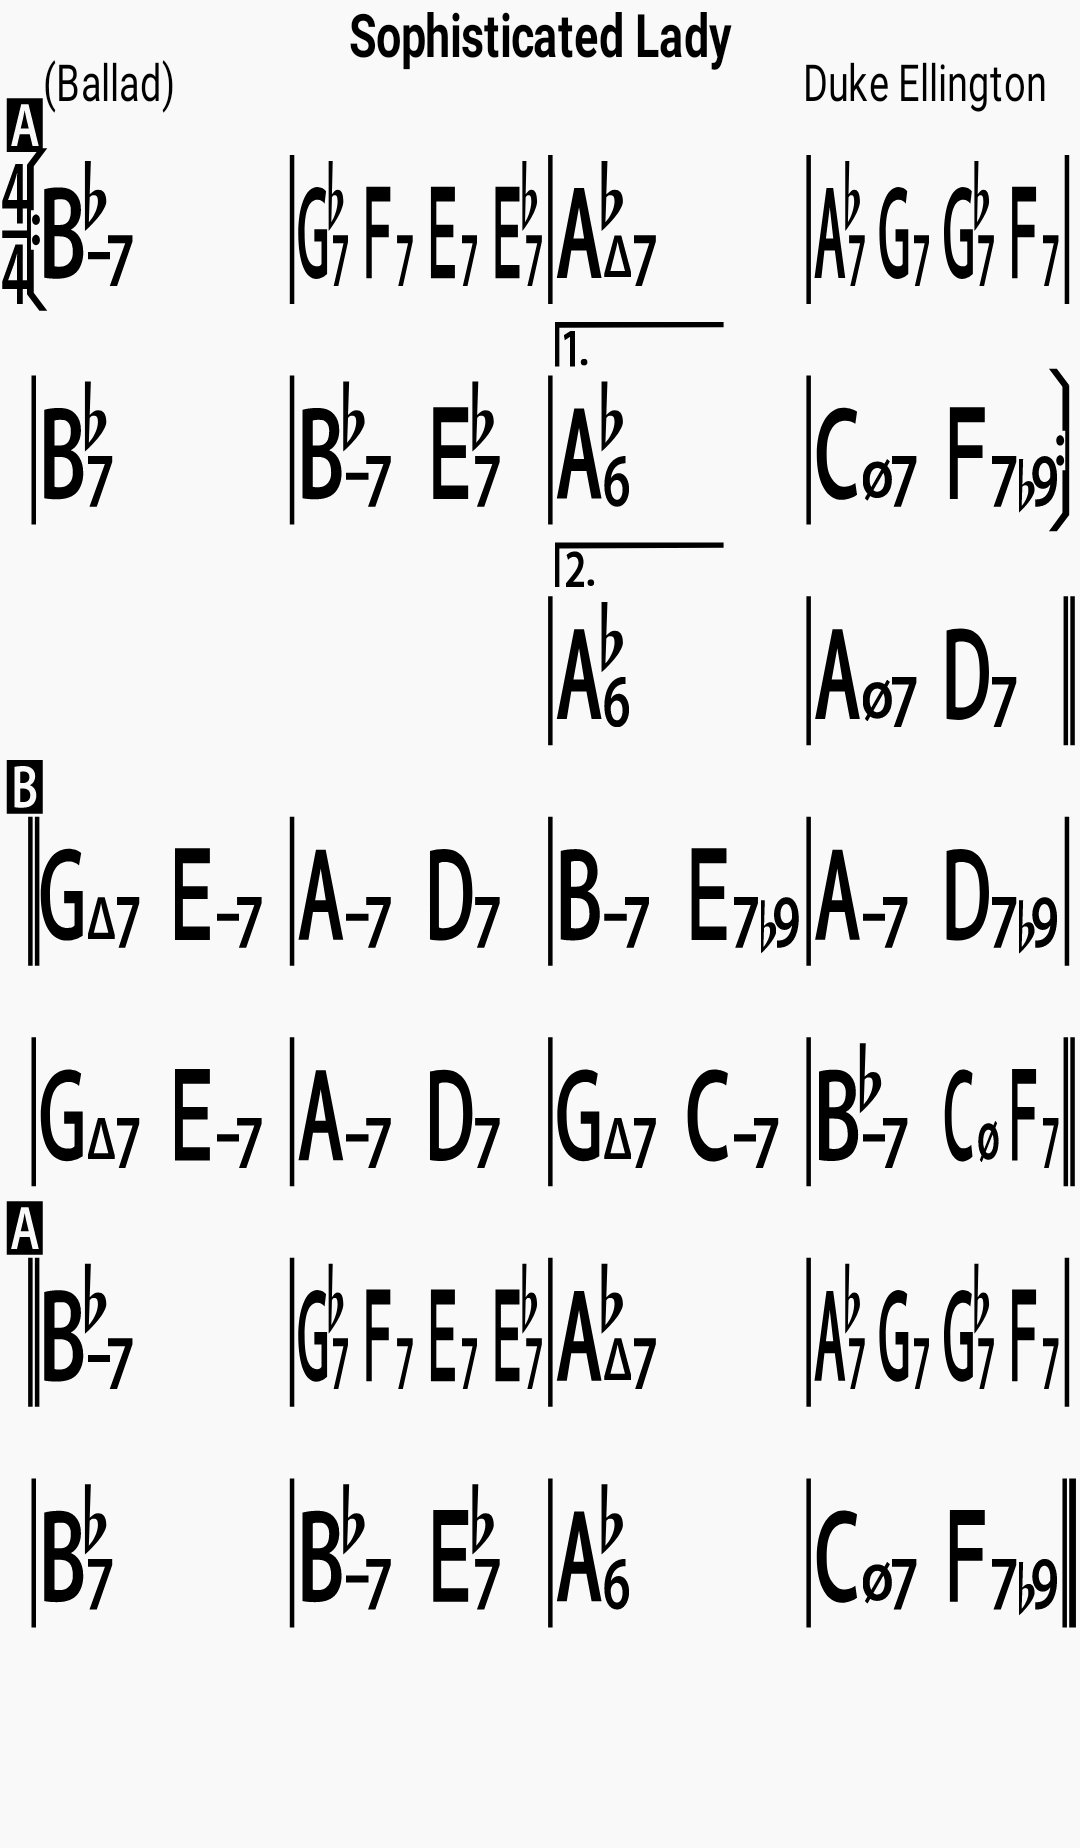 Sophisticated Lady
(Ballad) Duke Ellington
A
4/4 B♭–7 | G♭7 F7 E7 E♭7 | A♭Δ7 | A♭7 G7 G♭7 F7 |
1.
| B♭7 | B♭–7 E♭7 | A♭6 | Cø7 F7♭9
2.
| A♭6 | Aø7 D7 ||
B
|| GΔ7 E–7 | A–7 D7 | B–7 E7♭9 | A–7 D7♭9 |
| GΔ7 E–7 | A–7 D7 | GΔ7 C–7 | B♭–7 Cø F7 ||
A
|| B♭–7 | G♭7 F7 E7 E♭7 | A♭Δ7 | A♭7 G7 G♭7 F7 |
| B♭7 | B♭–7 E♭7 | A♭6 | Cø7 F7♭9 ||